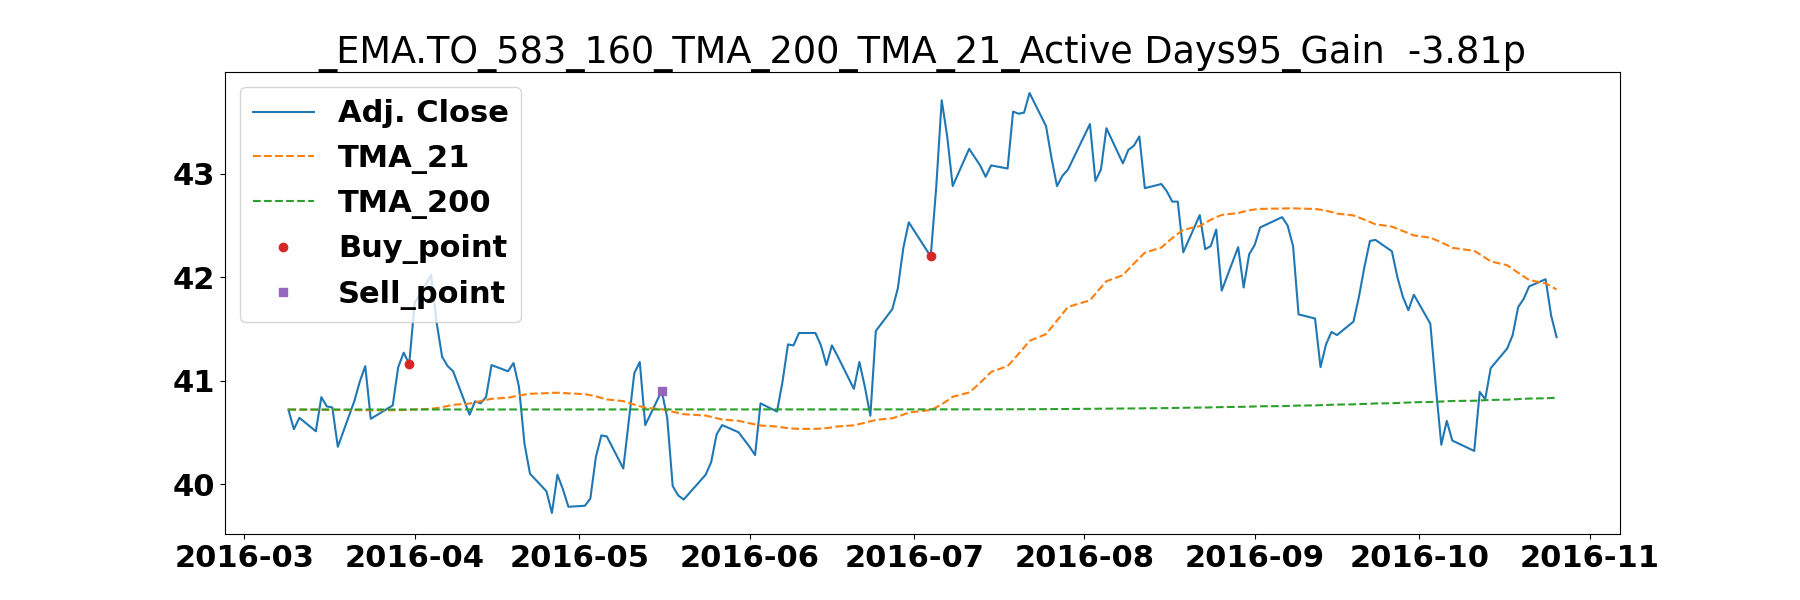 _EMA.TO_583_160_TMA_200_TMA_21_Active Days95_Gain  -3.81p
Adj. Close
TMA_21
TMA_200
Buy_point
Sell_point
43
42
41
40
2016-03 2016-04 2016-05 2016-06 2016-07 2016-08 2016-09 2016-10 2016-11